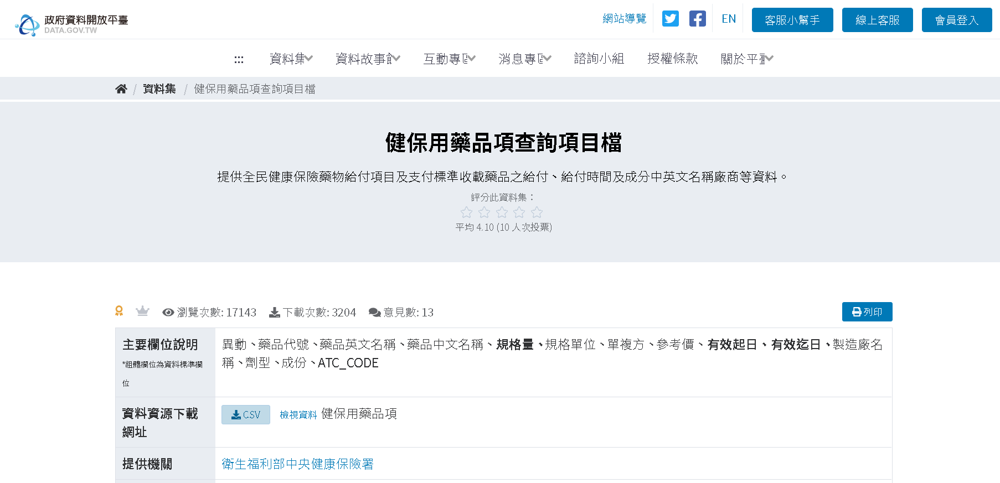 政府資料開放平臺
DATA.GOV.TW
網站導覽 EN 客服小幫手 線上客服 會員登入
::: 資料集 資料故事 互動專 消息專 諮詢小組 授權條款 關於平
/ 資料集 / 健保用藥品項查詢項目檔
健保用藥品項查詢項目檔
提供全民健康保險藥物給付項目及支付標準收載藥品之給付、給付時間及成分中英文名稱廠商等資料。
評分此資料集：
平均 4.10 (10 人次投票)
瀏覽次數: 17143 下載次數: 3204 意見數: 13 列印
主要欄位說明
*粗體欄位為資料標準欄
位
異動、藥品代號、藥品英文名稱、藥品中文名稱、規格量、規格單位、單複方、參考價、有效起日、有效迄日、製造廠名
稱、劑型、成份、ATC_CODE
資料資源下載
網址
CSV 檢視資料 健保用藥品項
提供機關
衛生福利部中央健康保險署